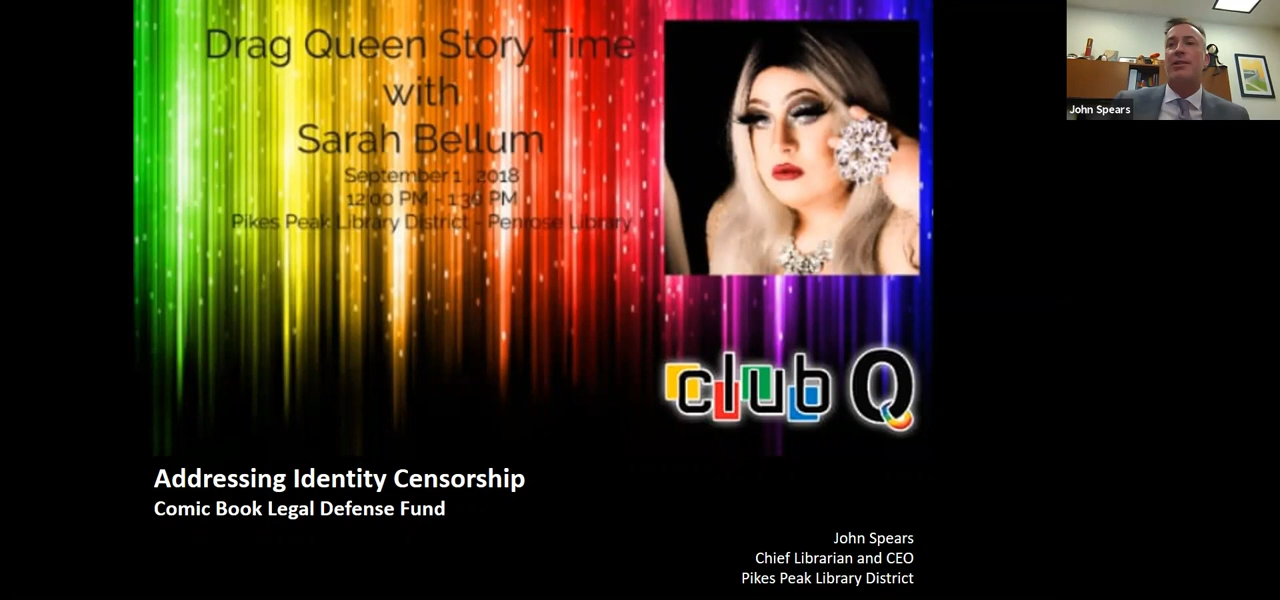 Drag Queen Story Time
with
Sarah Bellum
September 1 , 2018
12:00 PM - 1:30 PM
Pikes Peak Library District - Penrose Library
club Q
Addressing Identity Censorship
Comic Book Legal Defense Fund
John Spears
Chief Librarian and CEO
Pikes Peak Library District
John Spears